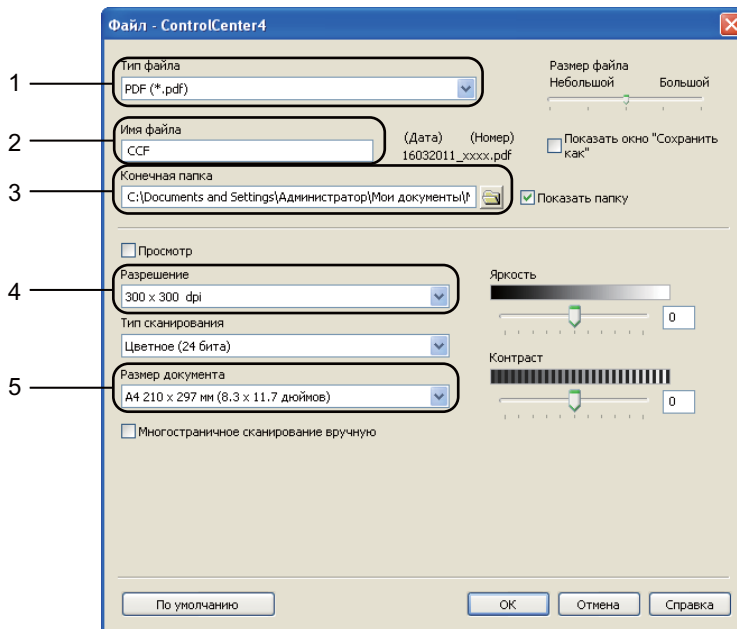 Файл - ControlCenter4
1
Тип файла
PDF (*.pdf)
Размер файла
Небольшой Большой
2
Имя файла
CCF
(Дата) (Номер)
16032011_xxxx.pdf
Показать окно "Сохранить
как"
3
Конечная папка
C:\Documents and Settings\Администратор\Мои документы\
Показать папку
Просмотр
4
Разрешение
300 x 300 dpi
Яркость
0
Тип сканирования
Цветное (24 бита)
Контраст
0
5
Размер документа
A4 210 x 297 мм (8.3 x 11.7 дюймов)
Многостраничное сканирование вручную
По умолчанию
OK
Отмена
Справка